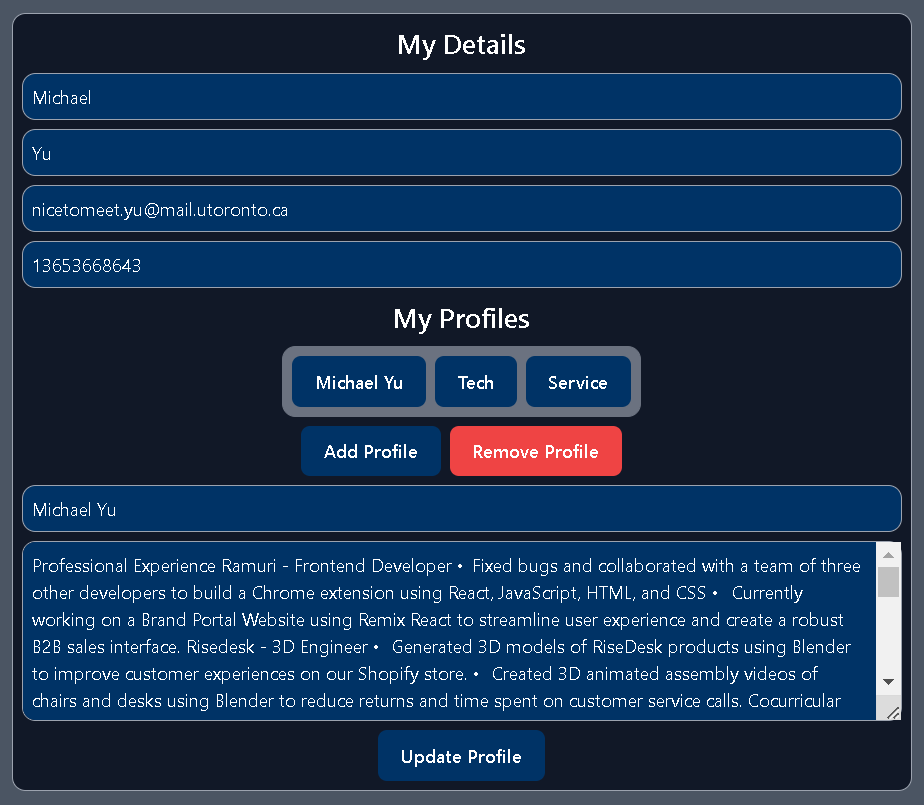 My Details
Michael
Yu
nicetomeet.yu@mail.utoronto.ca
13653668643
My Profiles
Michael Yu
Tech
Service
Add Profile
Remove Profile
Michael Yu
Professional Experience Ramuri - Frontend Developer • Fixed bugs and collaborated with a team of three
other developers to build a Chrome extension using React, JavaScript, HTML, and CSS • Currently
working on a Brand Portal Website using Remix React to streamline user experience and create a robust
B2B sales interface. Risedesk - 3D Engineer • Generated 3D models of RiseDesk products using Blender
to improve customer experiences on our Shopify store. • Created 3D animated assembly videos of
chairs and desks using Blender to reduce returns and time spent on customer service calls. Cocurricular
Update Profile